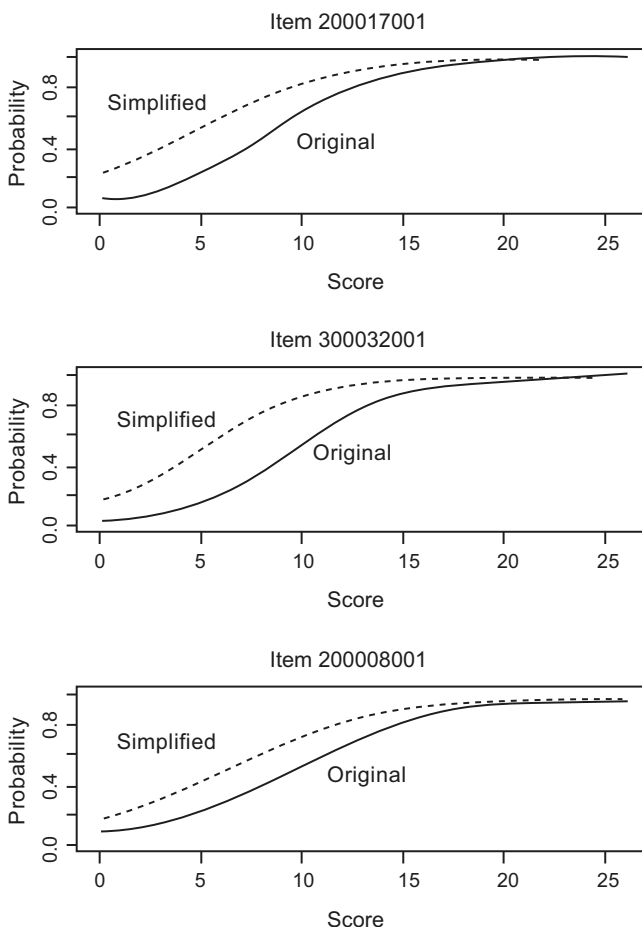 Item 200017001
Probability
0.8
0.4
0.0
Simplified
Original
0 5 10 15 20 25
Score
Item 300032001
Probability
0.8
0.4
0.0
Simplified
Original
0 5 10 15 20 25
Score
Item 200008001
Probability
0.8
0.4
0.0
Simplified
Original
0 5 10 15 20 25
Score